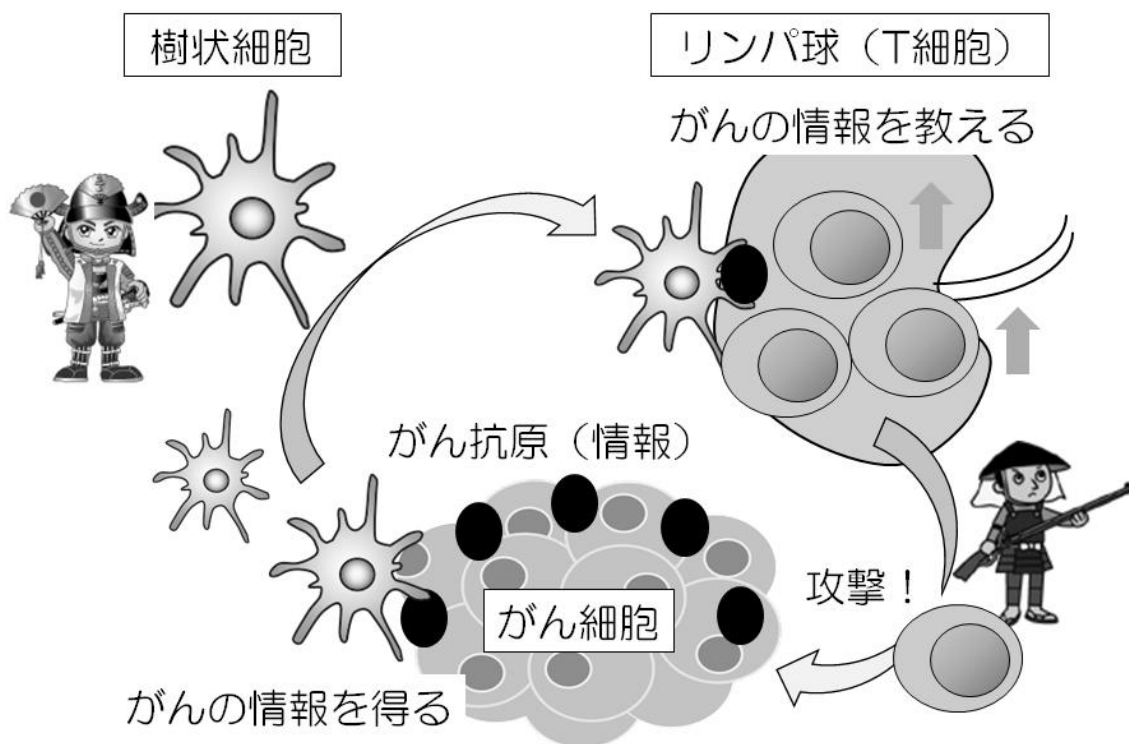 樹状細胞
リンパ球（T細胞）
がんの情報を教える
がん抗原（情報）
攻撃！
がん細胞
がんの情報を得る